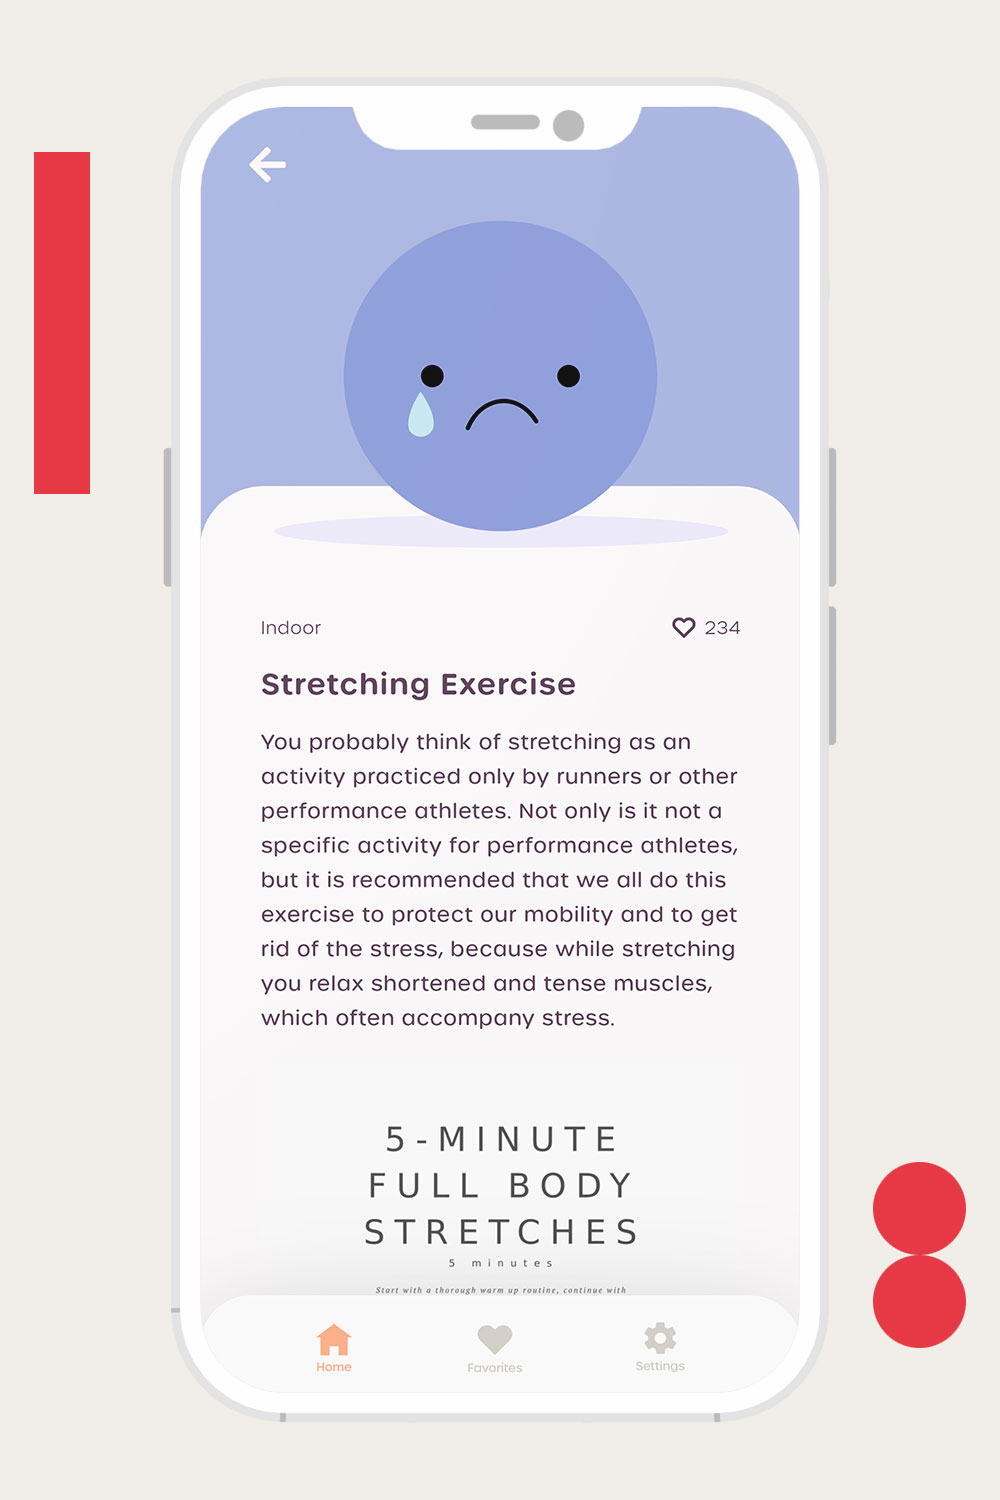 Indoor
234
Stretching Exercise
You probably think of stretching as an
activity practiced only by runners or other
performance athletes. Not only is it not a
specific activity for performance athletes,
but it is recommended that we all do this
exercise to protect our mobility and to get
rid of the stress, because while stretching
you relax shortened and tense muscles,
which often accompany stress.
5-MINUTE
FULL BODY
STRETCHES
5 minutes
Start with a thorough warm up routine, continue with
Home
Favorites
Settings